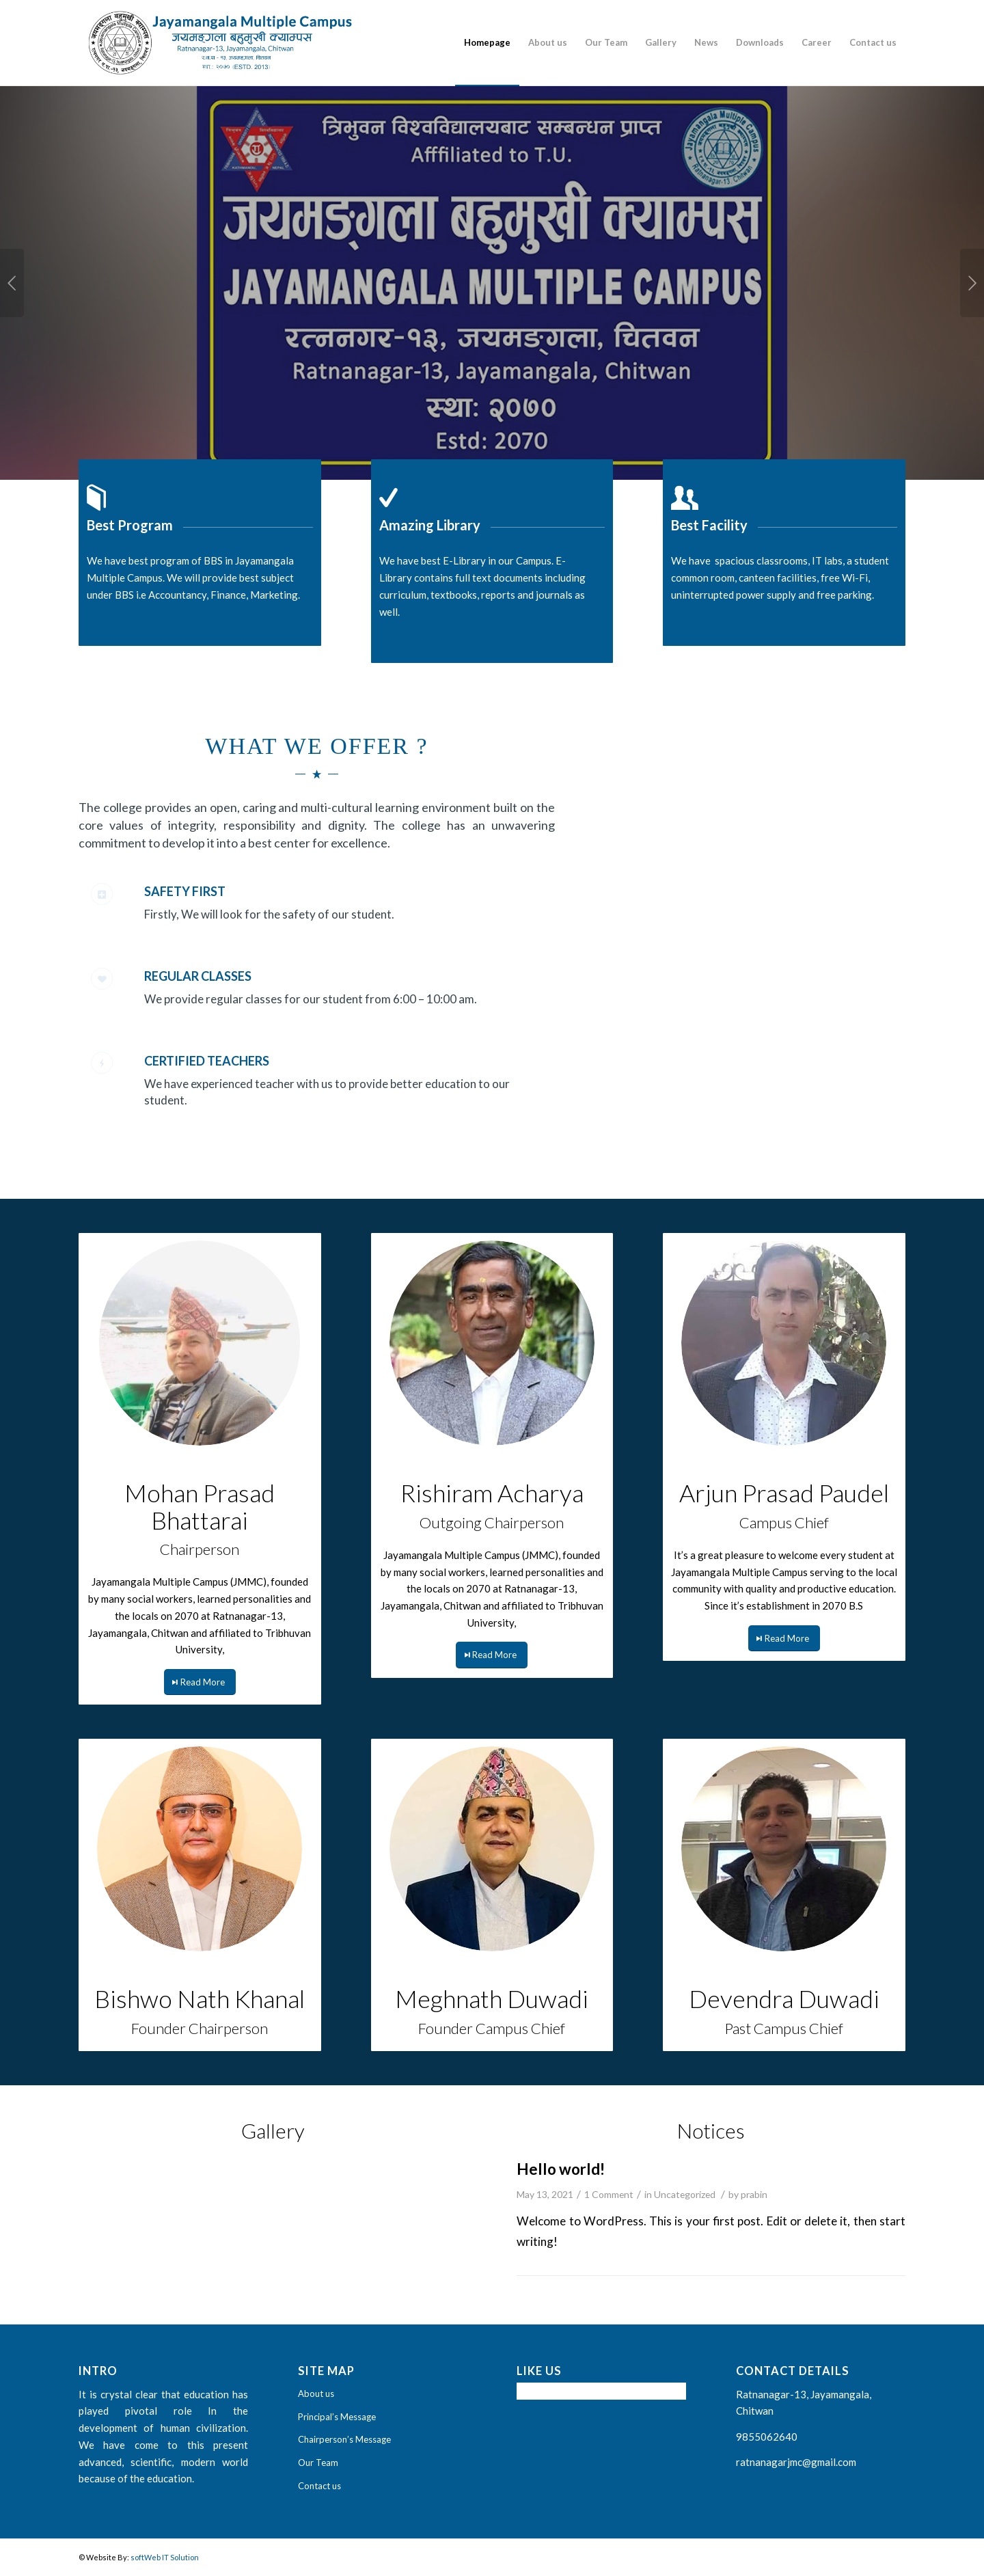 Jayamangala Multiple Campus
जयमङ्गला बहुमुखी क्याम्पस
Ratnanagar-13, Jayamangala, Chitwan
र.न.पा - १३ जयमङ्गला चितवन
स्था: २०७० (ESTD. 2013)
Homepage About us Our Team Gallery News Downloads Career Contact us
त्रिभुवन विश्वविद्यालयबाट सम्बन्धन प्राप्त
Affiliated to T.U.
जयमङ्गला बहुमुखी क्याम्पस
JAYAMANGALA MULTIPLE CAMPUS
रत्ननगर-१३, जयमङ्गला, चितवन
Ratnanagar-13, Jayamangala, Chitwan
स्था: २०७०
Estd: 2070
Best Program
We have best program of BBS in Jayamangala
Multiple Campus. We will provide best subject
under BBS i.e Accountancy, Finance, Marketing.
Amazing Library
We have best E-Library in our Campus. E-
Library contains full text documents including
curriculum, textbooks, reports and journals as
well.
Best Facility
We have spacious classrooms, IT labs, a student
common room, canteen facilities, free Wi-Fi,
uninterrupted power supply and free parking.
WHAT WE OFFER ?
The college provides an open, caring and multi-cultural learning environment built on the
core values of integrity, responsibility and dignity. The college has an unwavering
commitment to develop it into a best center for excellence.
SAFETY FIRST
Firstly, We will look for the safety of our student.
REGULAR CLASSES
We provide regular classes for our student from 6:00 – 10:00 am.
CERTIFIED TEACHERS
We have experienced teacher with us to provide better education to our
student.
Mohan Prasad
Bhattarai
Chairperson
Jayamangala Multiple Campus (JMMC), founded
by many social workers, learned personalities and
the locals on 2070 at Ratnanagar-13,
Jayamangala, Chitwan and affiliated to Tribhuvan
University,
Read More
Rishiram Acharya
Outgoing Chairperson
Jayamangala Multiple Campus (JMMC), founded
by many social workers, learned personalities and
the locals on 2070 at Ratnanagar-13,
Jayamangala, Chitwan and affiliated to Tribhuvan
University,
Read More
Arjun Prasad Paudel
Campus Chief
It’s a great pleasure to welcome every student at
Jayamangala Multiple Campus serving to the local
community with quality and productive education.
Since it’s establishment in 2070 B.S
Read More
Bishwo Nath Khanal
Founder Chairperson
Meghnath Duwadi
Founder Campus Chief
Devendra Duwadi
Past Campus Chief
Gallery
Notices
Hello world!
May 13, 2021 / 1 Comment / in Uncategorized / by prabin
Welcome to WordPress. This is your first post. Edit or delete it, then start
writing!
INTRO
It is crystal clear that education has
played pivotal role In the
development of human civilization.
We have come to this present
advanced, scientific, modern world
because of the education.
SITE MAP
About us
Principal’s Message
Chairperson’s Message
Our Team
Contact us
LIKE US
CONTACT DETAILS
Ratnanagar-13, Jayamangala,
Chitwan
9855062640
ratnanagarjmc@gmail.com
© Website By: softWeb IT Solution